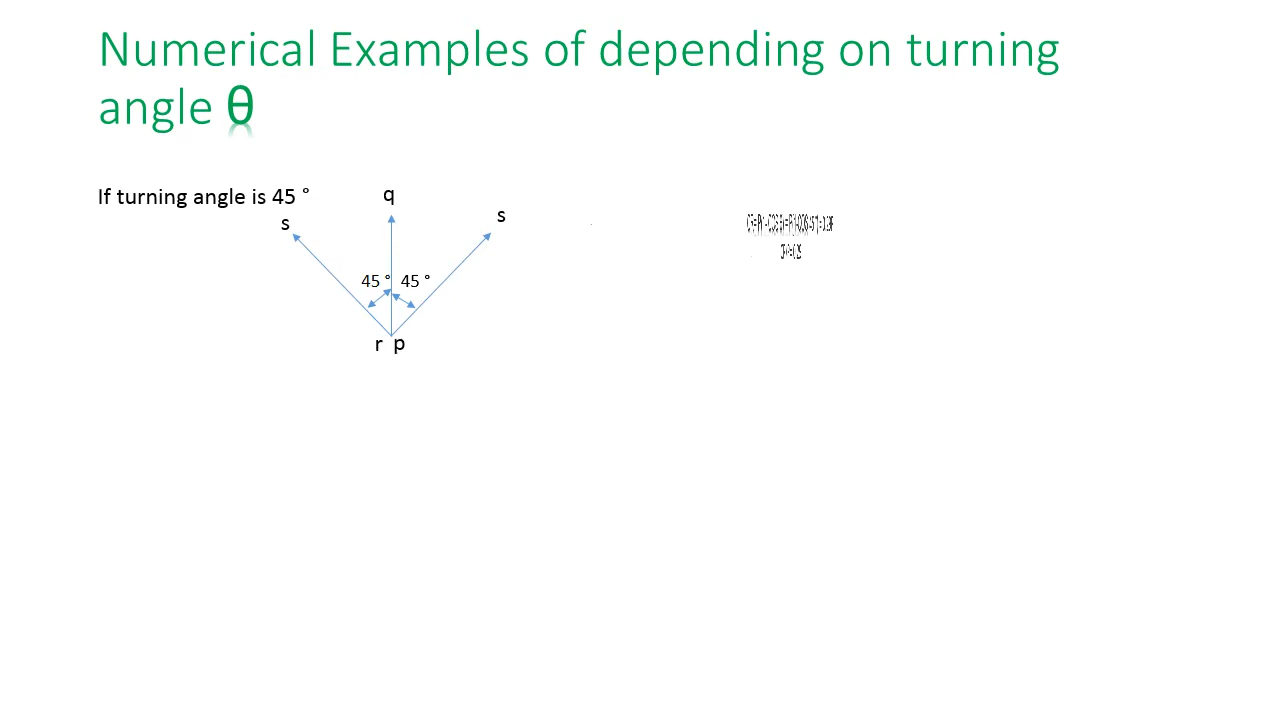 Numerical Examples of depending on turning
angle θ
If turning angle is 45 °
q
s
s
45 ° 45 °
r p